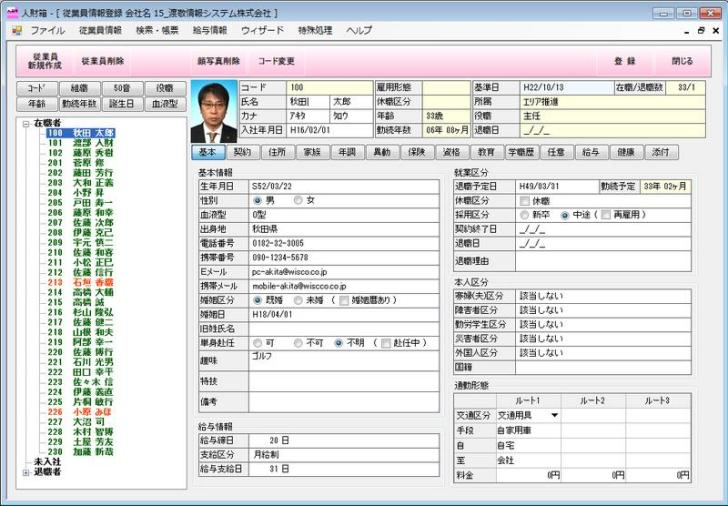 人財箱 - [ 従業員情報登録 会社名 15_渡敬情報システム株式会社 ]
ファイル 従業員情報 検索・帳票 給与情報 ウィザード 特殊処理 ヘルプ
従業員新規作成 従業員削除 顔写真削除 コード変更 登 録 閉じる
コード 組織 50音 役職
年齢 勤続年数 誕生日 血液型
コード 100 雇用形態 基準日 H22/10/13 在職/退職数 33/1
氏名 秋田 太郎 休職区分 所属 エリア推進
カナ アキタ タロウ 年齢 33歳 役職 主任
入社年月日 H16/02/01 勤続年数 06年 08ヶ月 退職日 _/_/_
基本 契約 住所 家族 年調 異動 保険 資格 教育 学職歴 任意 給与 健康 添付
在職者
100 秋田 太郎
101 渡部 人財
102 藤原 秀樹
201 菅原 修
202 藤田 芳行
203 大和 正義
204 小野 昇
205 戸田 寿一
206 藤原 和幸
207 佐藤 次郎
208 伊藤 克己
209 宇元 慎二
210 佐藤 和喜
211 小松 正巳
212 佐藤 信行
213 石垣 香織
214 高橋 大輔
215 高橋 誠
216 杉山 隆弘
217 佐藤 健二
218 山根 和夫
219 阿部 幸一
220 佐藤 博行
221 石川 光男
222 田口 幸平
223 佐々木 信
224 伊藤 義直
225 片桐 敏行
226 小原 みほ
227 大沼 司
228 木村 智博
229 土屋 芳友
230 加藤 新哉
未入社
退職者
基本情報
生年月日 S52/03/22
性別 男 女
血液型 O型
出身地 秋田県
電話番号 0182-32-3005
携帯番号 090-1234-5678
Eメール pc-akita@wisco.co.jp
携帯メール mobile-akita@wiscco.co.jp
婚姻区分 既婚 未婚 ( 婚姻暦あり )
婚姻日 H18/04/01
旧姓氏名
単身赴任 可 不可 不明 ( 赴任中 )
趣味 ゴルフ
特技
備考
給与情報
給与締日 20 日
支給区分 月給制
給与支給日 31 日
就業区分
退職予定日 H49/03/31 勤続予定 33年 02ヶ月
休職区分 休職
採用区分 新卒 中途 ( 再雇用 )
契約終了日 _/_/_
退職日 _/_/_
退職理由
本人区分
寡婦(夫)区分 該当しない
障害者区分 該当しない
勤労学生区分 該当しない
災害者区分 該当しない
外国人区分 該当しない
国籍
通勤形態
ルート1 ルート2 ルート3
交通区分 交通用具
手段 自家用車
自 自宅
至 会社
料金 0円 0円 0円